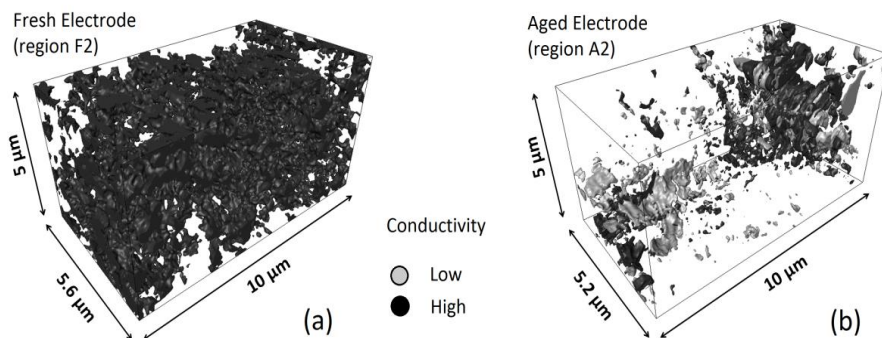 Fresh Electrode
(region F2)
5 µm
5.6 µm
10 µm
(a)
Conductivity
Low
High
Aged Electrode
(region A2)
5 µm
5.2 µm
10 µm
(b)